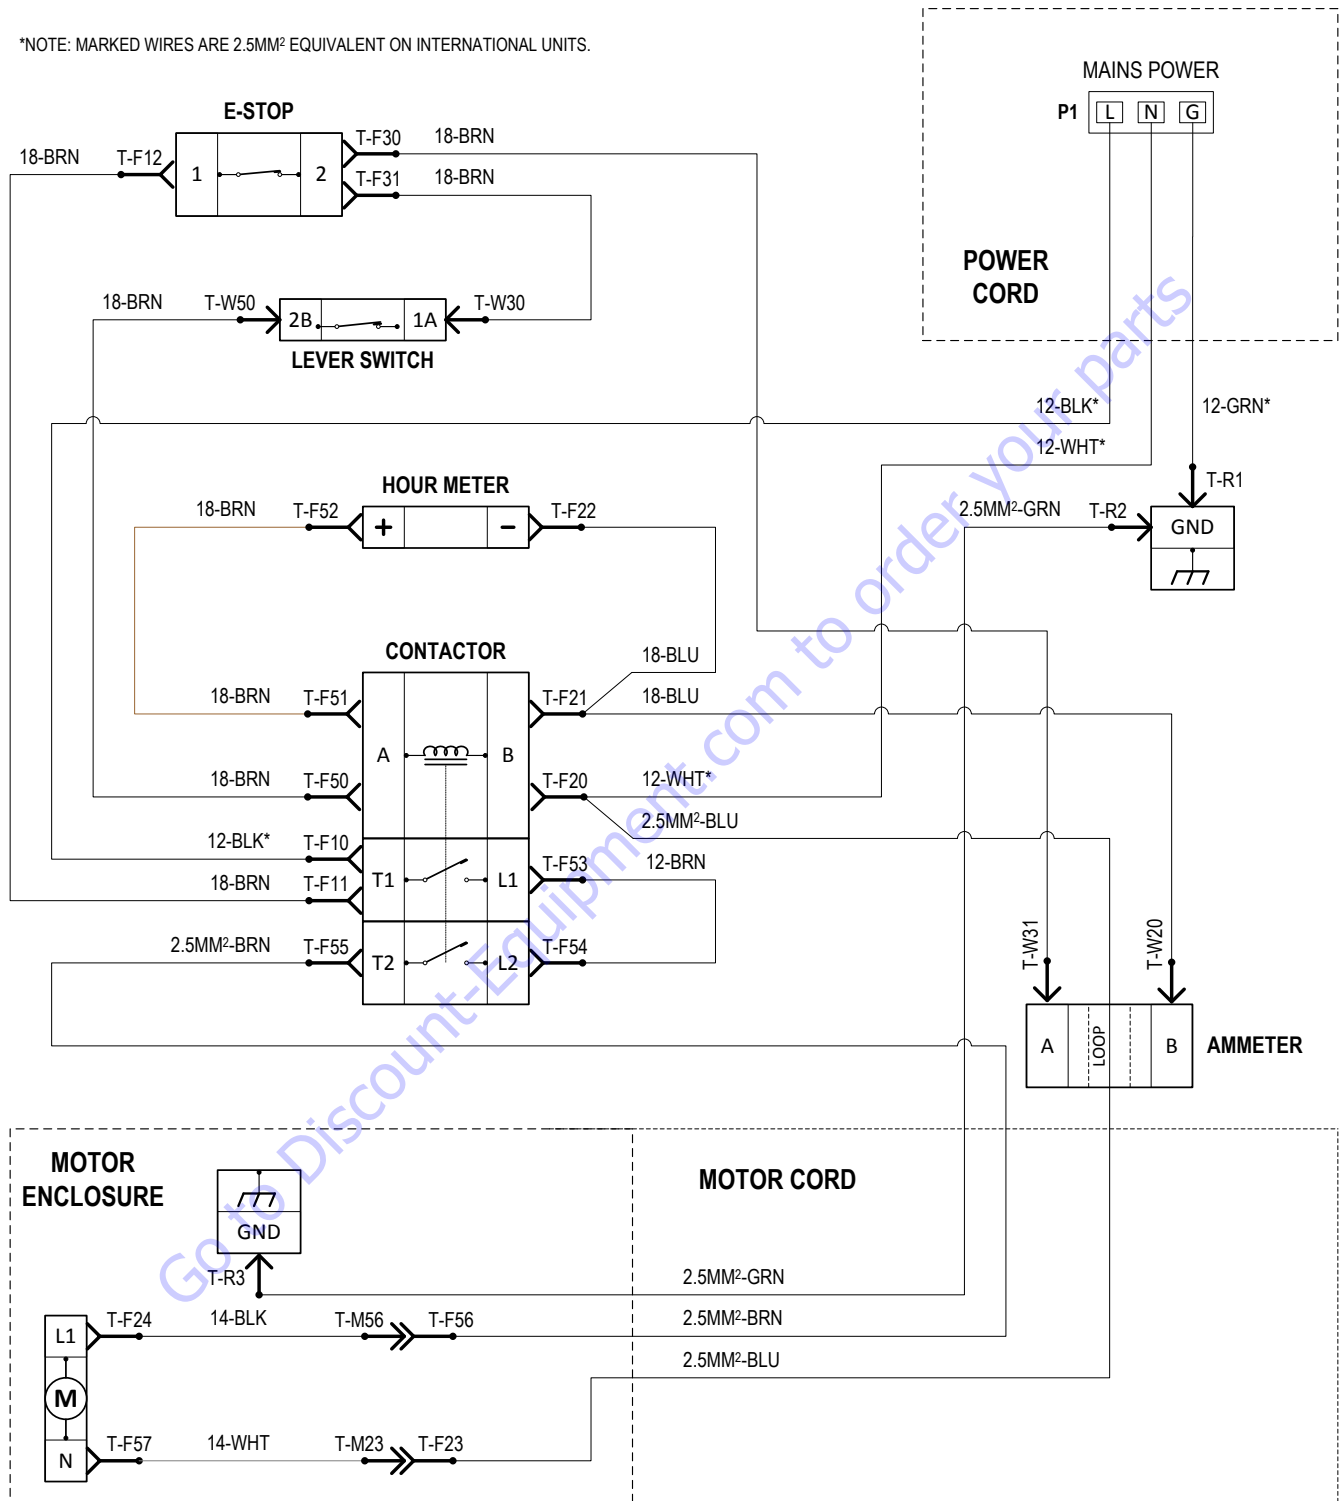 *NOTE: MARKED WIRES ARE 2.5MM² EQUIVALENT ON INTERNATIONAL UNITS.
MAINS POWER
P1 L N G
POWER
CORD
E-STOP
18-BRN T-F12 1 2 T-F30 18-BRN
T-F31 18-BRN
18-BRN T-W50 2B 1A T-W30
LEVER SWITCH
12-BLK* 12-GRN*
12-WHT*
T-R1
HOUR METER
18-BRN T-F52 + - T-F22
2.5MM²-GRN T-R2 GND
CONTACTOR
18-BLU
18-BRN T-F51 T-F21 18-BLU
A B
18-BRN T-F50 T-F20 12-WHT*
2.5MM²-BLU
12-BLK* T-F10
T1 L1 T-F53 12-BRN
18-BRN T-F11
2.5MM²-BRN T-F55 T2 L2 T-F54
T-W31 T-W20
A LOOP B AMMETER
MOTOR
ENCLOSURE
MOTOR CORD
GND
T-R3 2.5MM²-GRN
L1 T-F24 14-BLK T-M56 T-F56 2.5MM²-BRN
2.5MM²-BLU
M
N T-F57 14-WHT T-M23 T-F23
Go to Discount-Equipment.com to order your parts